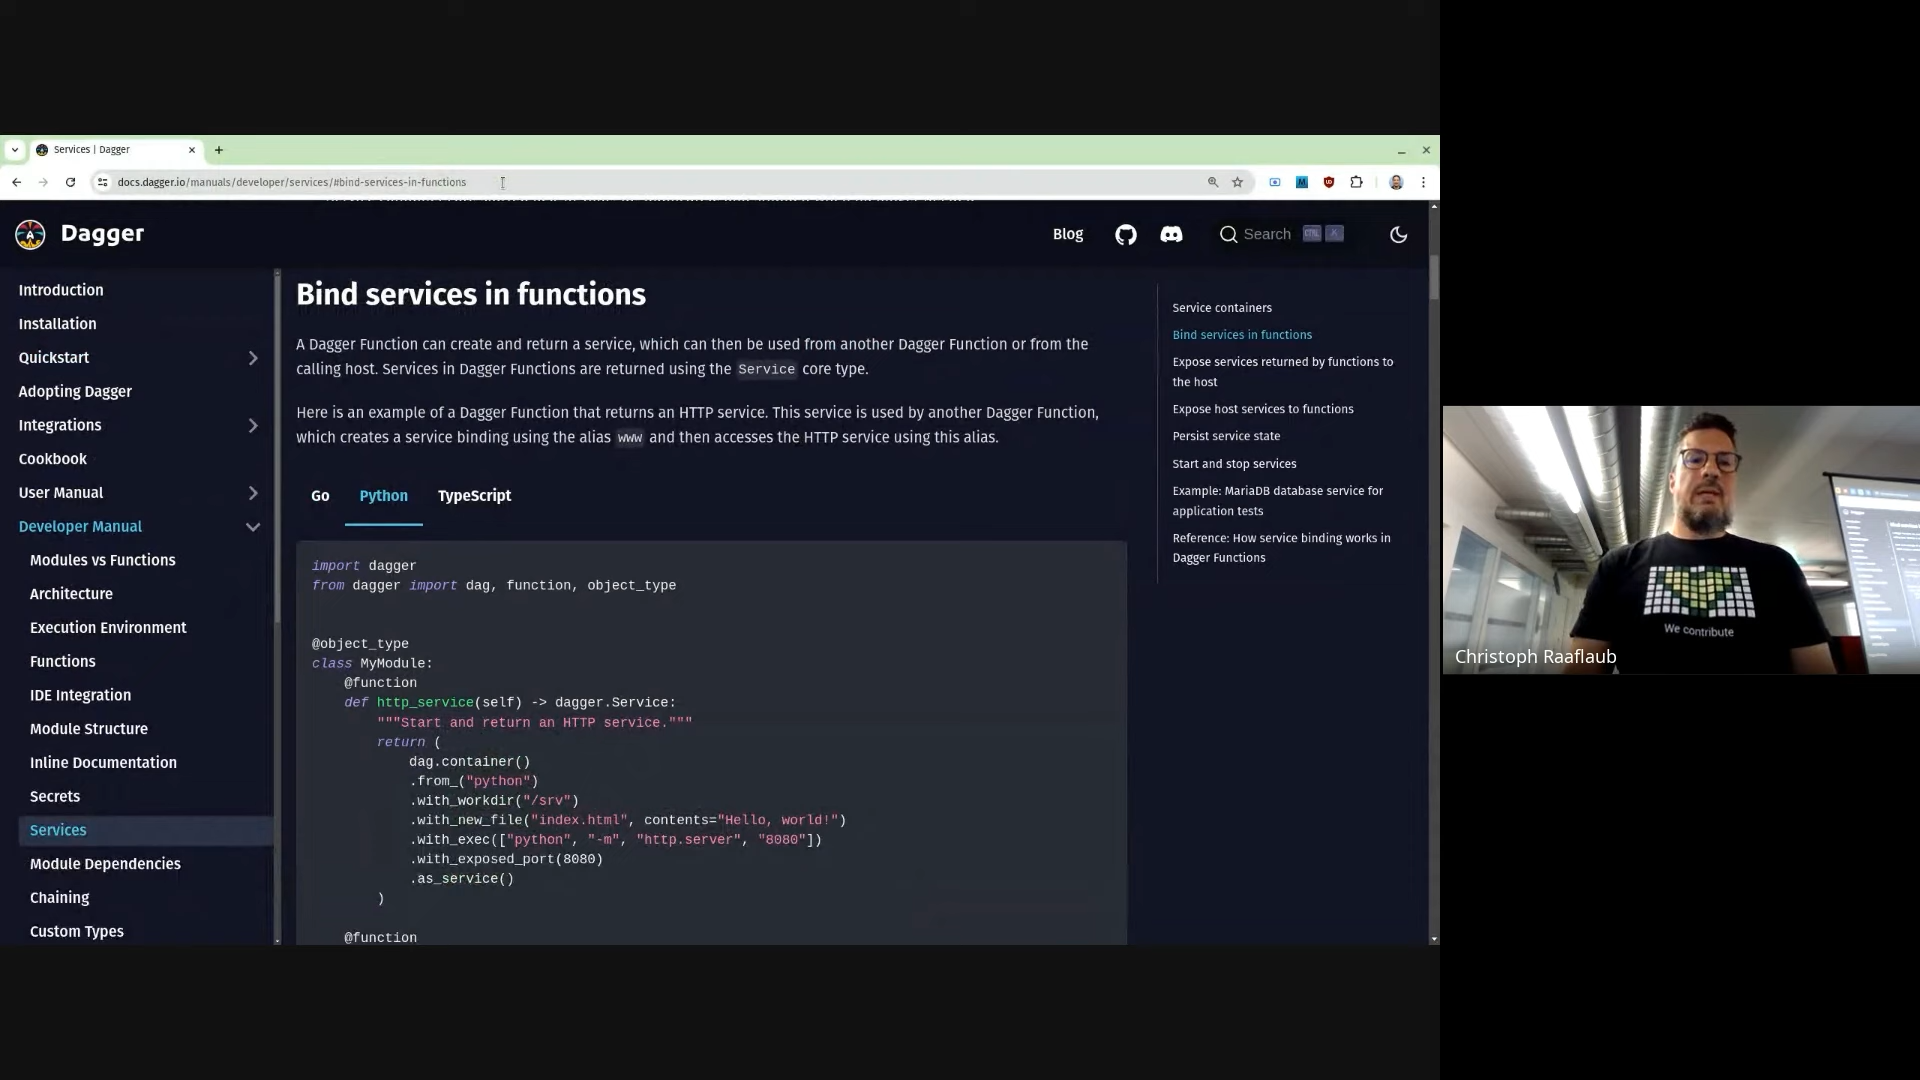 Services | Dagger
docs.dagger.io/manuals/developer/services/#bind-services-in-functions
Dagger
Blog
Search
CTRL
K
Introduction
Installation
Quickstart
Adopting Dagger
Integrations
Cookbook
User Manual
Developer Manual
Modules vs Functions
Architecture
Execution Environment
Functions
IDE Integration
Module Structure
Inline Documentation
Secrets
Services
Module Dependencies
Chaining
Custom Types
Bind services in functions
A Dagger Function can create and return a service, which can then be used from another Dagger Function or from the
calling host. Services in Dagger Functions are returned using the Service core type.
Here is an example of a Dagger Function that returns an HTTP service. This service is used by another Dagger Function,
which creates a service binding using the alias www and then accesses the HTTP service using this alias.
Go Python TypeScript
import dagger
from dagger import dag, function, object_type
@object_type
class MyModule:
    @function
    def http_service(self) -> dagger.Service:
        """Start and return an HTTP service."""
        return (
            dag.container()
            .from_("python")
            .with_workdir("/srv")
            .with_new_file("index.html", contents="Hello, world!")
            .with_exec(["python", "-m", "http.server", "8080"])
            .with_exposed_port(8080)
            .as_service()
        )
    @function
Service containers
Bind services in functions
Expose services returned by functions to
the host
Expose host services to functions
Persist service state
Start and stop services
Example: MariaDB database service for
application tests
Reference: How service binding works in
Dagger Functions
We contribute
Christoph Raaflaub